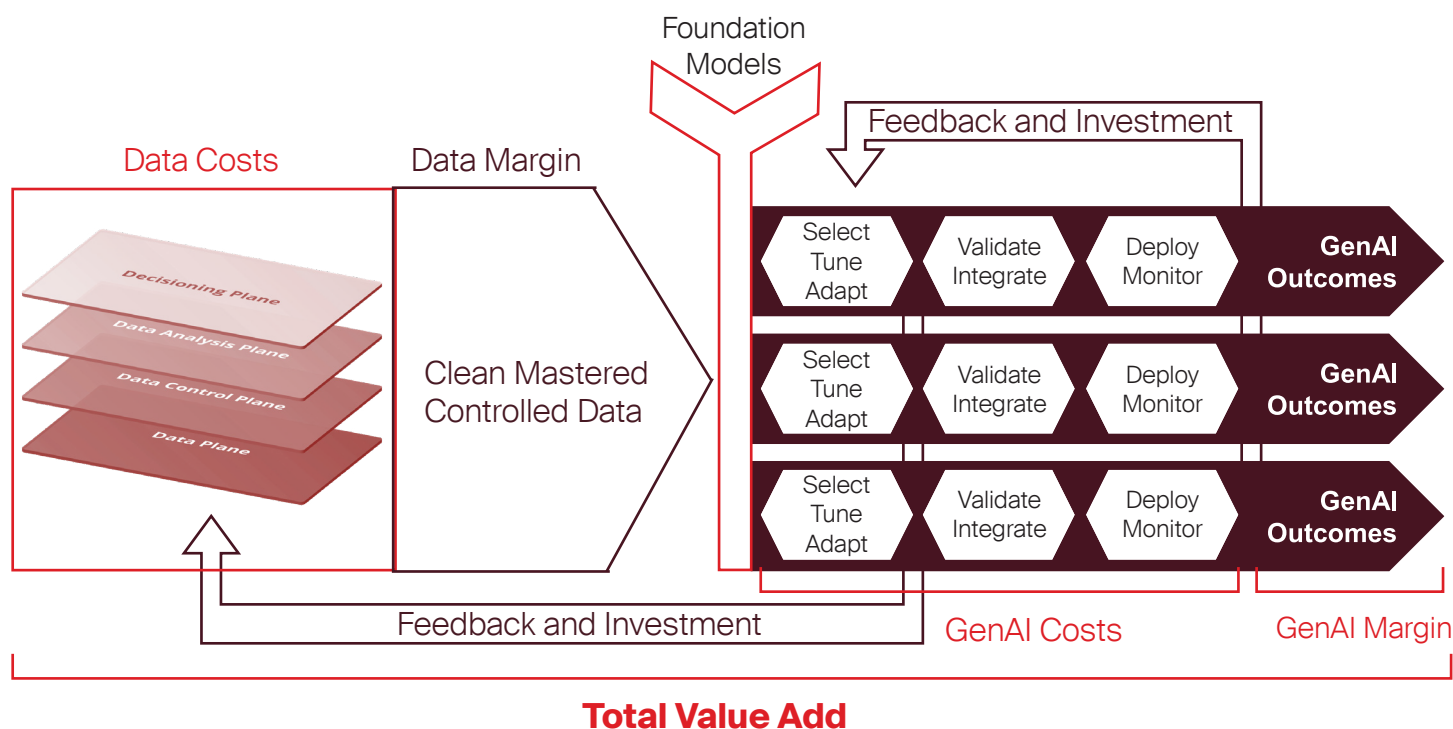 Foundation
Models
Feedback and Investment
Data Costs
Data Margin
Decisioning Plane
Data Analysis Plane
Data Control Plane
Data Plane
Clean Mastered
Controlled Data
Select
Tune
Adapt
Validate
Integrate
Deploy
Monitor
GenAI
Outcomes
Select
Tune
Adapt
Validate
Integrate
Deploy
Monitor
GenAI
Outcomes
Select
Tune
Adapt
Validate
Integrate
Deploy
Monitor
GenAI
Outcomes
Feedback and Investment
GenAI Costs
GenAI Margin
Total Value Add